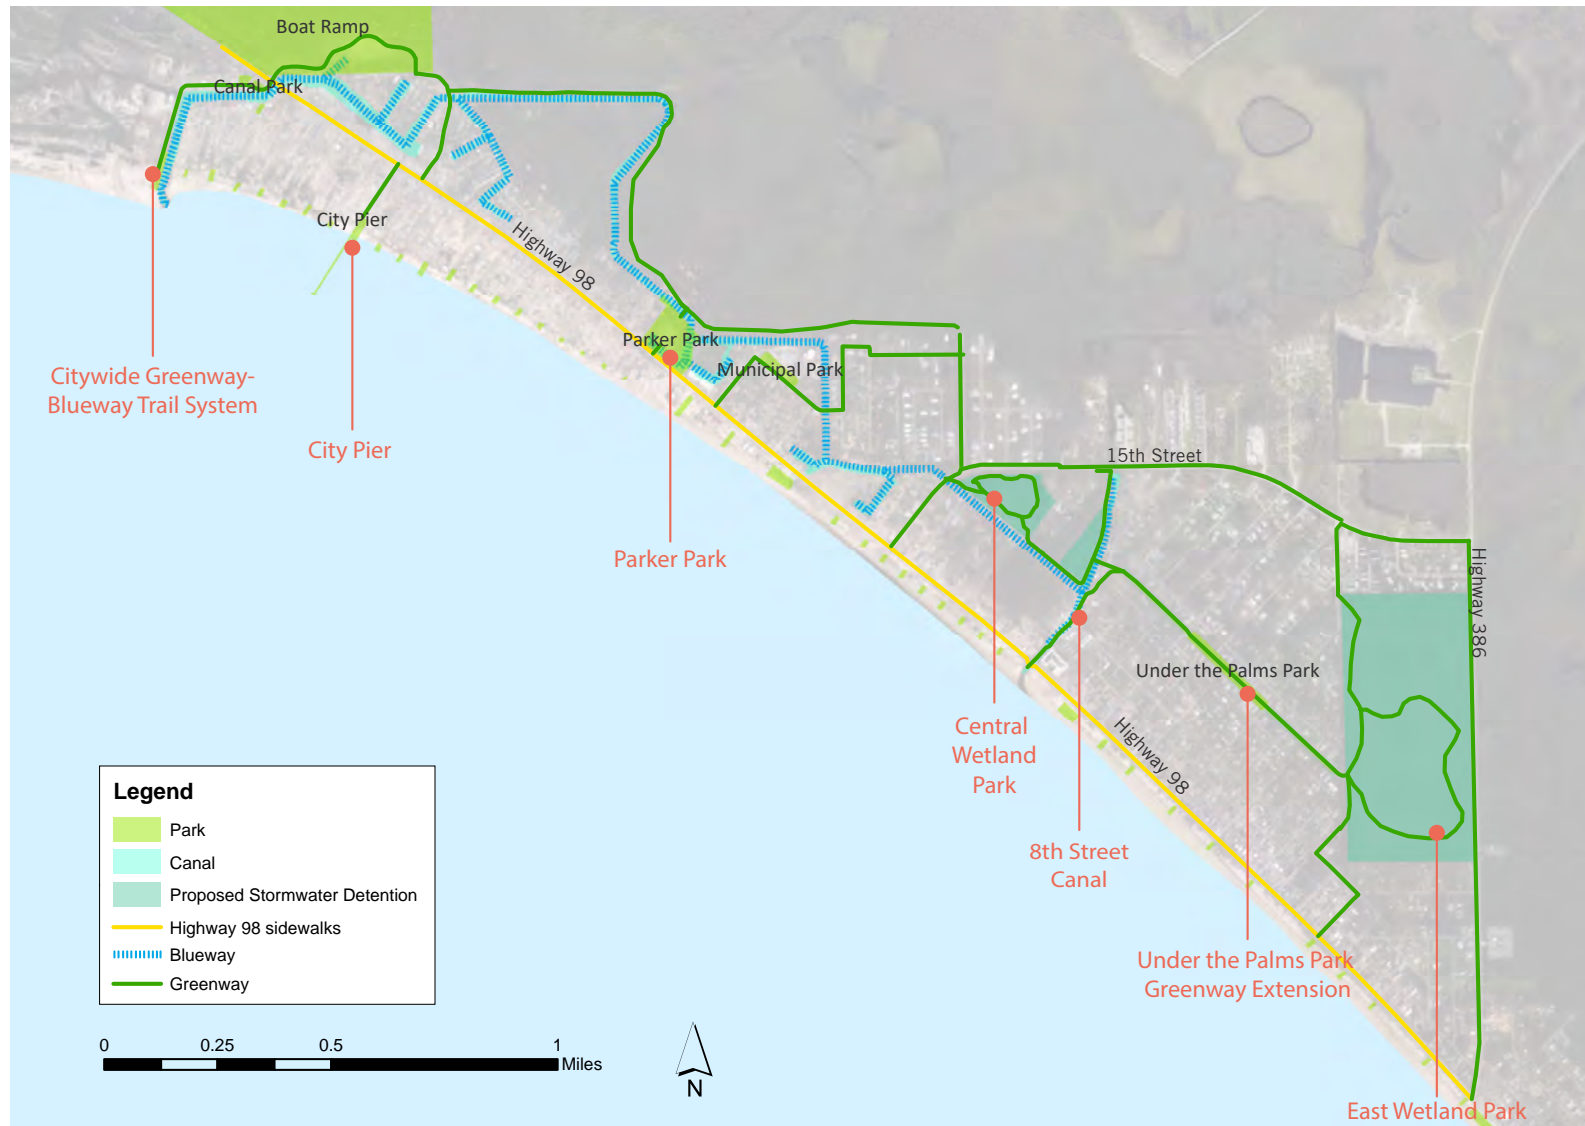 Boat Ramp
Canal Park
City Pier
Highway 98
Parker Park
Municipal Park
15th Street
Highway 386
Under the Palms Park
Highway 98
Citywide Greenway-
Blueway Trail System
City Pier
Parker Park
Central
Wetland
Park
8th Street
Canal
Under the Palms Park
Greenway Extension
East Wetland Park
Legend
Park
Canal
Proposed Stormwater Detention
Highway 98 sidewalks
Blueway
Greenway
0 0.25 0.5 1
Miles
N